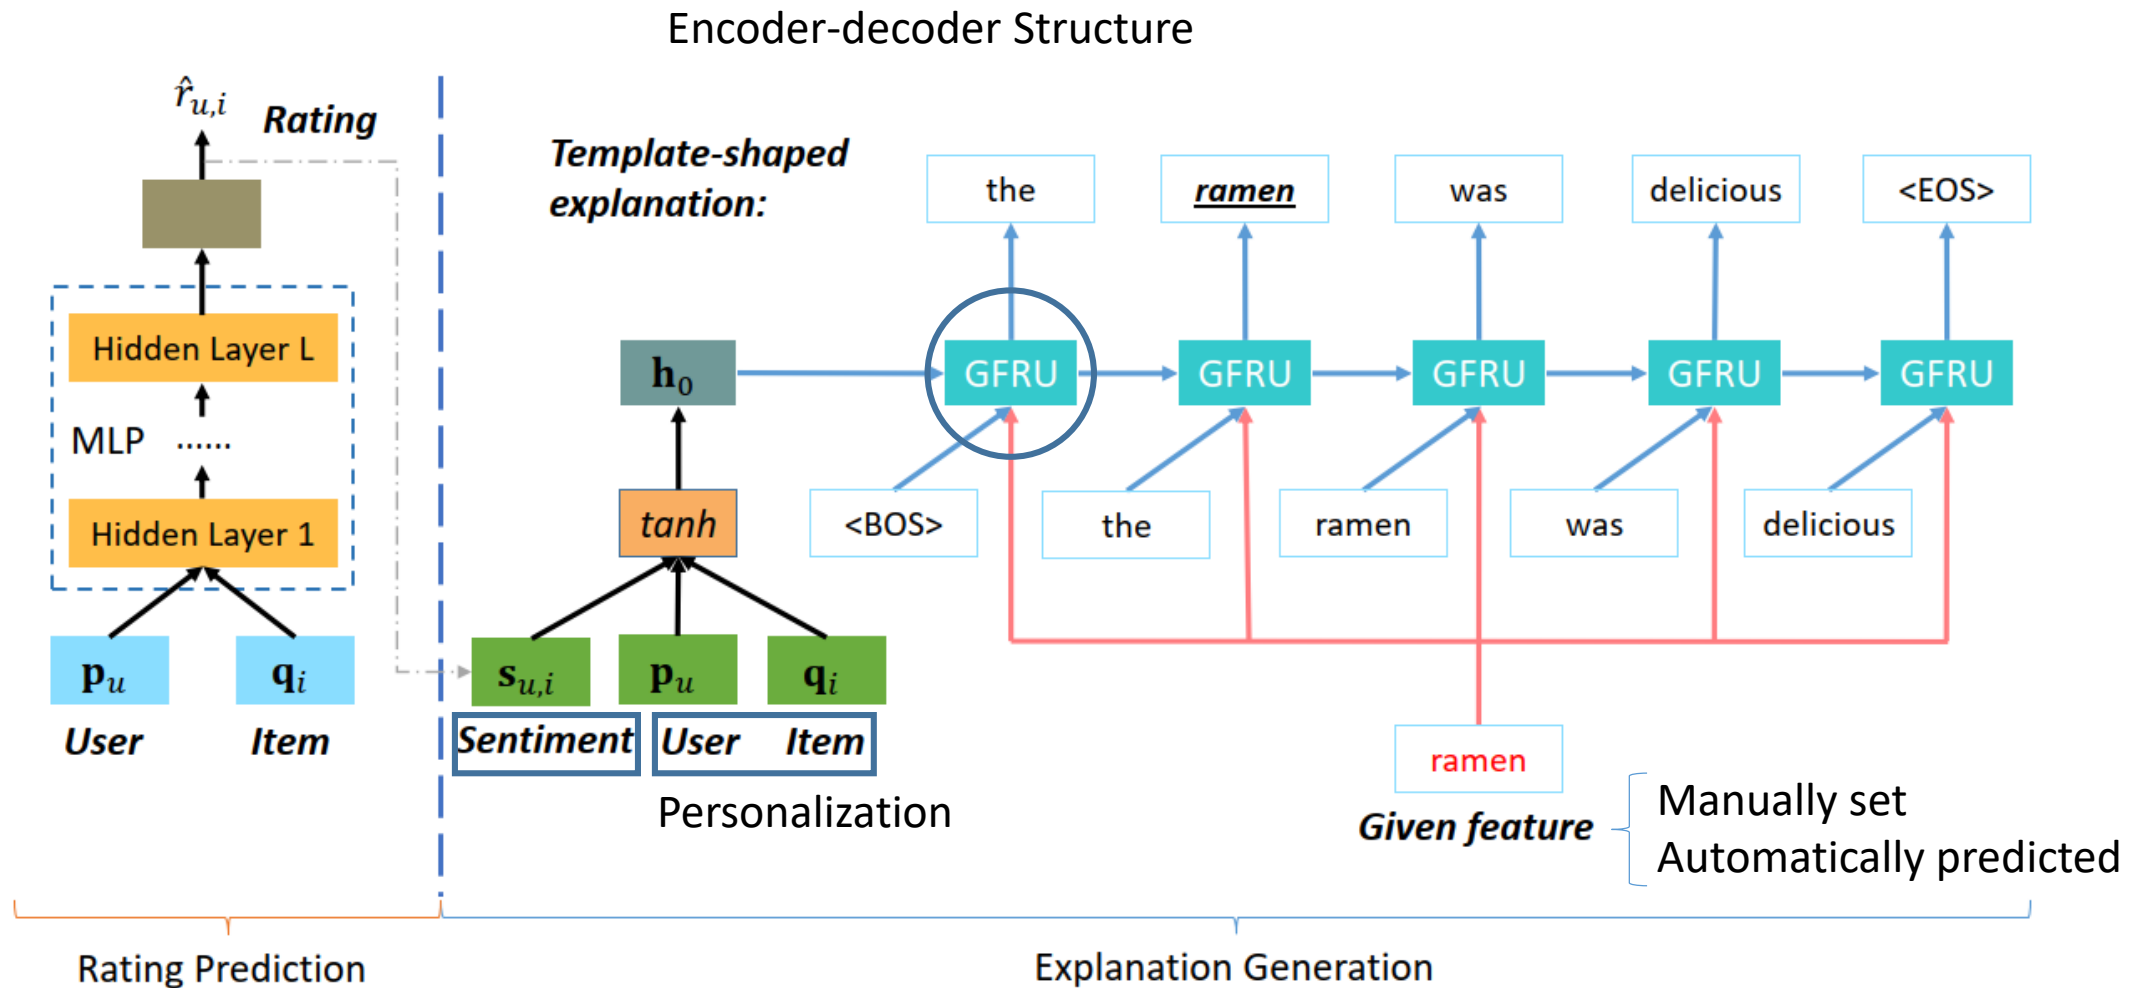 Encoder-decoder Structure
r̂u,i
Rating
Hidden Layer L
MLP ......
Hidden Layer 1
pu
qi
User
Item
Rating Prediction
Template-shaped
explanation:
the
ramen
was
delicious
<EOS>
h0
GFRU
GFRU
GFRU
GFRU
GFRU
tanh
<BOS>
the
ramen
was
delicious
su,i
pu
qi
Sentiment
User
Item
Personalization
ramen
Given feature
Manually set
Automatically predicted
Explanation Generation